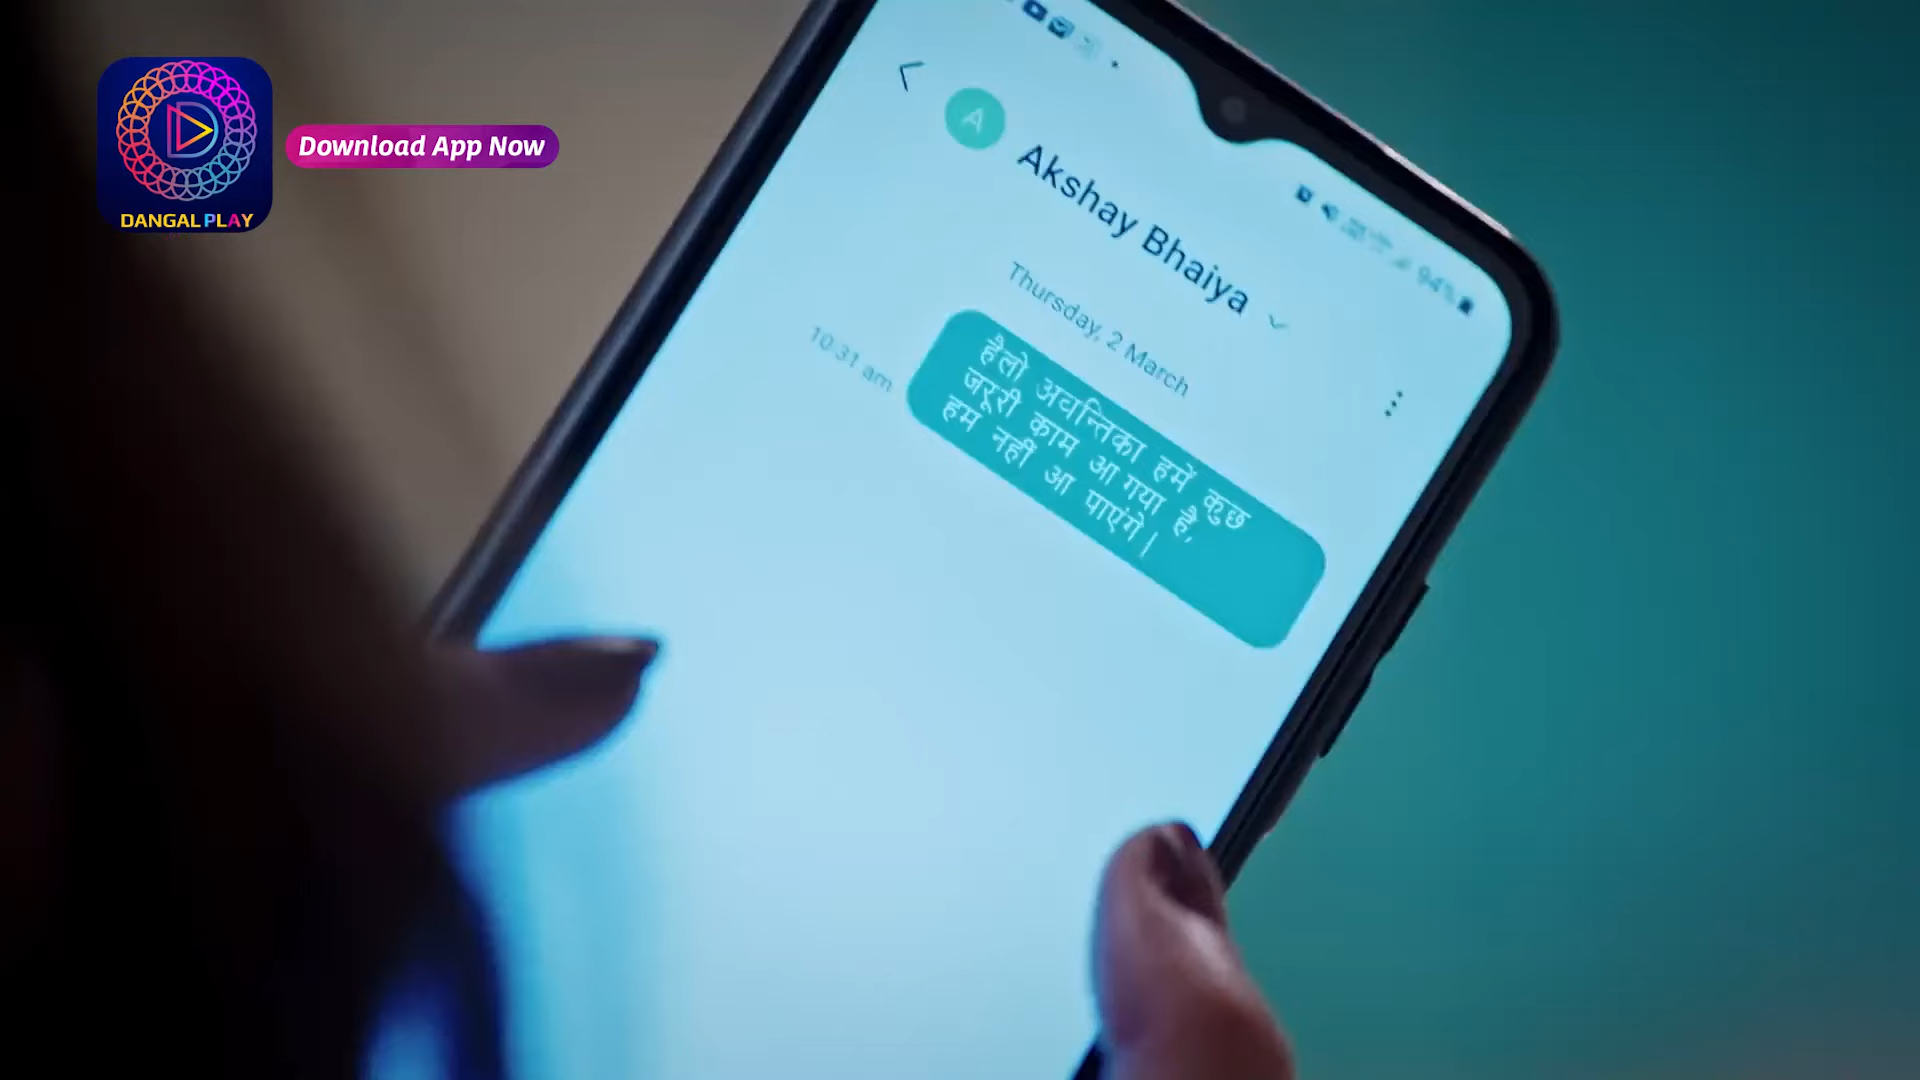 DANGAL PLAY
Download App Now
94%
A
Akshay Bhaiya
Thursday, 2 March
10:31 am
हैलो अवन्तिका हमें कुछ
जरूरी काम आ गया है,
हम नहीं आ पाएंगे।